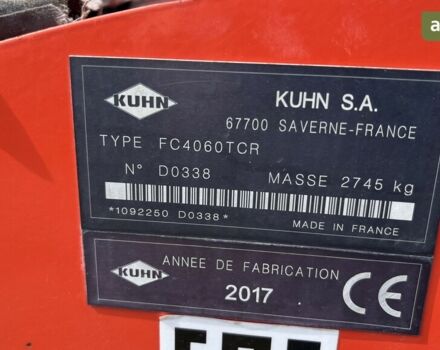 KUHN
KUHN S.A.
67700 SAVERNE-FRANCE
TYPE FC4060TCR
N° D0338 MASSE 2745 kg
*1092250 D0338*
MADE IN FRANCE
KUHN
ANNEE DE FABRICATION
2017
CE